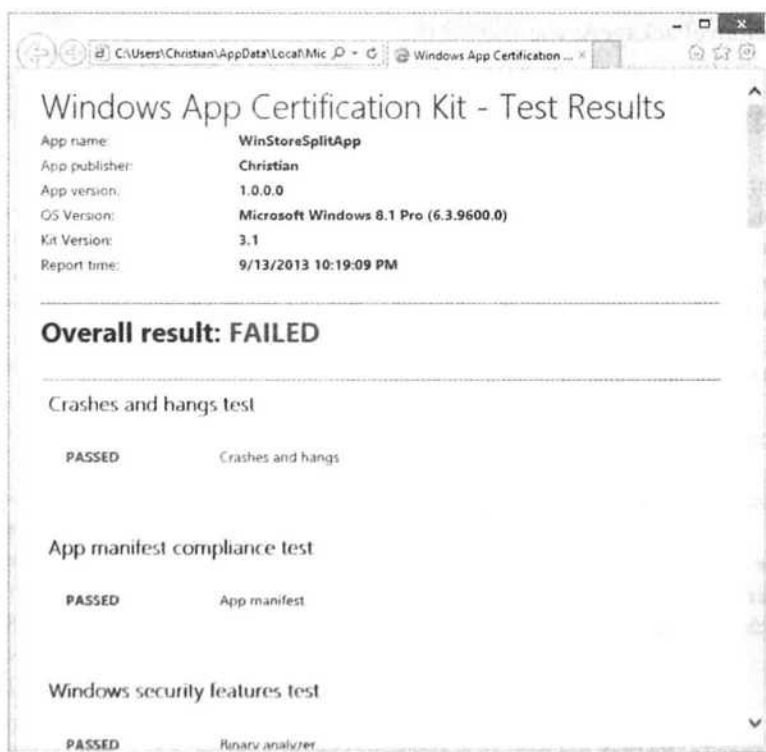 C:\Users\Christian\AppData\Local\Mic
Windows App Certification ...
Windows App Certification Kit - Test Results
App name: WinStoreSplitApp
App publisher: Christian
App version: 1.0.0.0
OS Version: Microsoft Windows 8.1 Pro (6.3.9600.0)
Kit Version: 3.1
Report time: 9/13/2013 10:19:09 PM
Overall result: FAILED
Crashes and hangs test
PASSED Crashes and hangs
App manifest compliance test
PASSED App manifest
Windows security features test
PASSED Binary analyzer